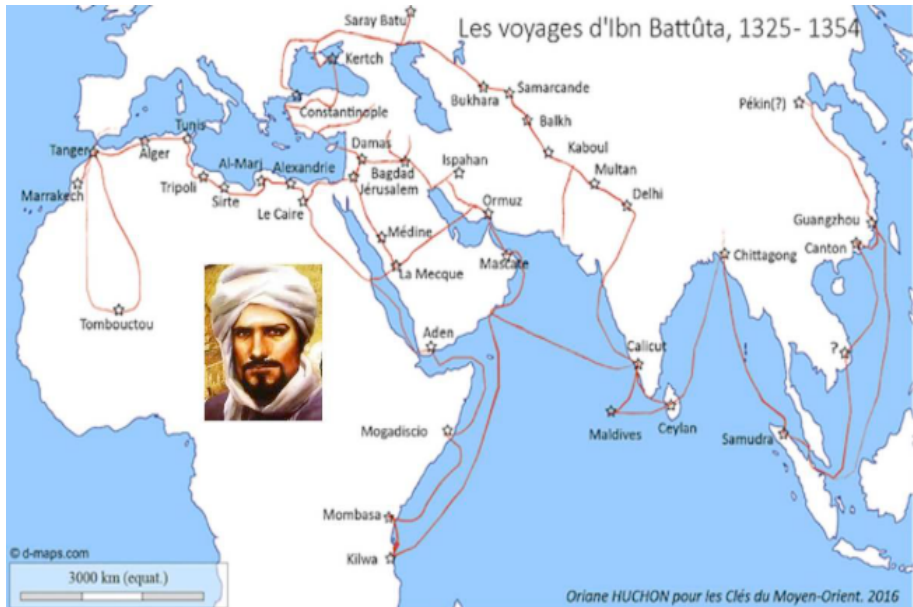 Les voyages d'Ibn Battûta, 1325- 1354
Saray Batu
Kertch
Constantinople
Bukhara
Samarcande
Balkh
Kaboul
Multan
Delhi
Pékin(?)
Tanger
Alger
Tunis
Marrakech
Tripoli
Sirte
Al-Marj
Alexandrie
Le Caire
Damas
Bagdad
Jérusalem
Ispahan
Ormuz
Médine
La Mecque
Mascate
Guangzhou
Canton
Chittagong
Tombouctou
Aden
Calicut
?
!
Maldives
Ceylan
Samudra
Mogadiscio
Mombasa
Kilwa
© d-maps.com
3000 km (equat.)
Oriane HUCHON pour les Clés du Moyen-Orient. 2016